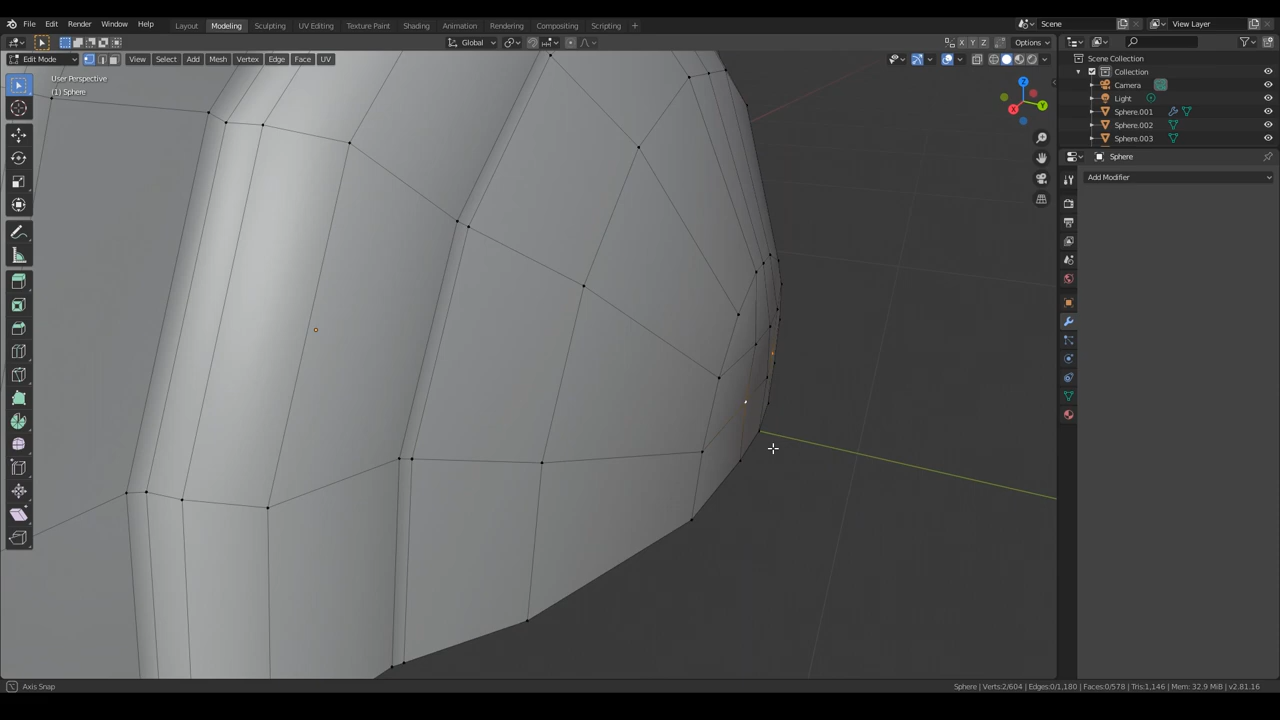 File Edit Render Window Help Layout Modeling Sculpting UV Editing Texture Paint Shading Animation Rendering Compositing Scripting + Scene View Layer
Global Options
Edit Mode View Select Add Mesh Vertex Edge Face UV X Y Z
User Perspective
(1) Sphere
Scene Collection
Collection
Camera
Light
Sphere.001
Sphere.002
Sphere.003
Sphere
Add Modifier
Z
Y
X
Axis Snap
Sphere | Verts:2/604 | Edges:0/1,180 | Faces:0/578 | Tris:1,146 | Mem: 32.9 MiB | v2.81.16